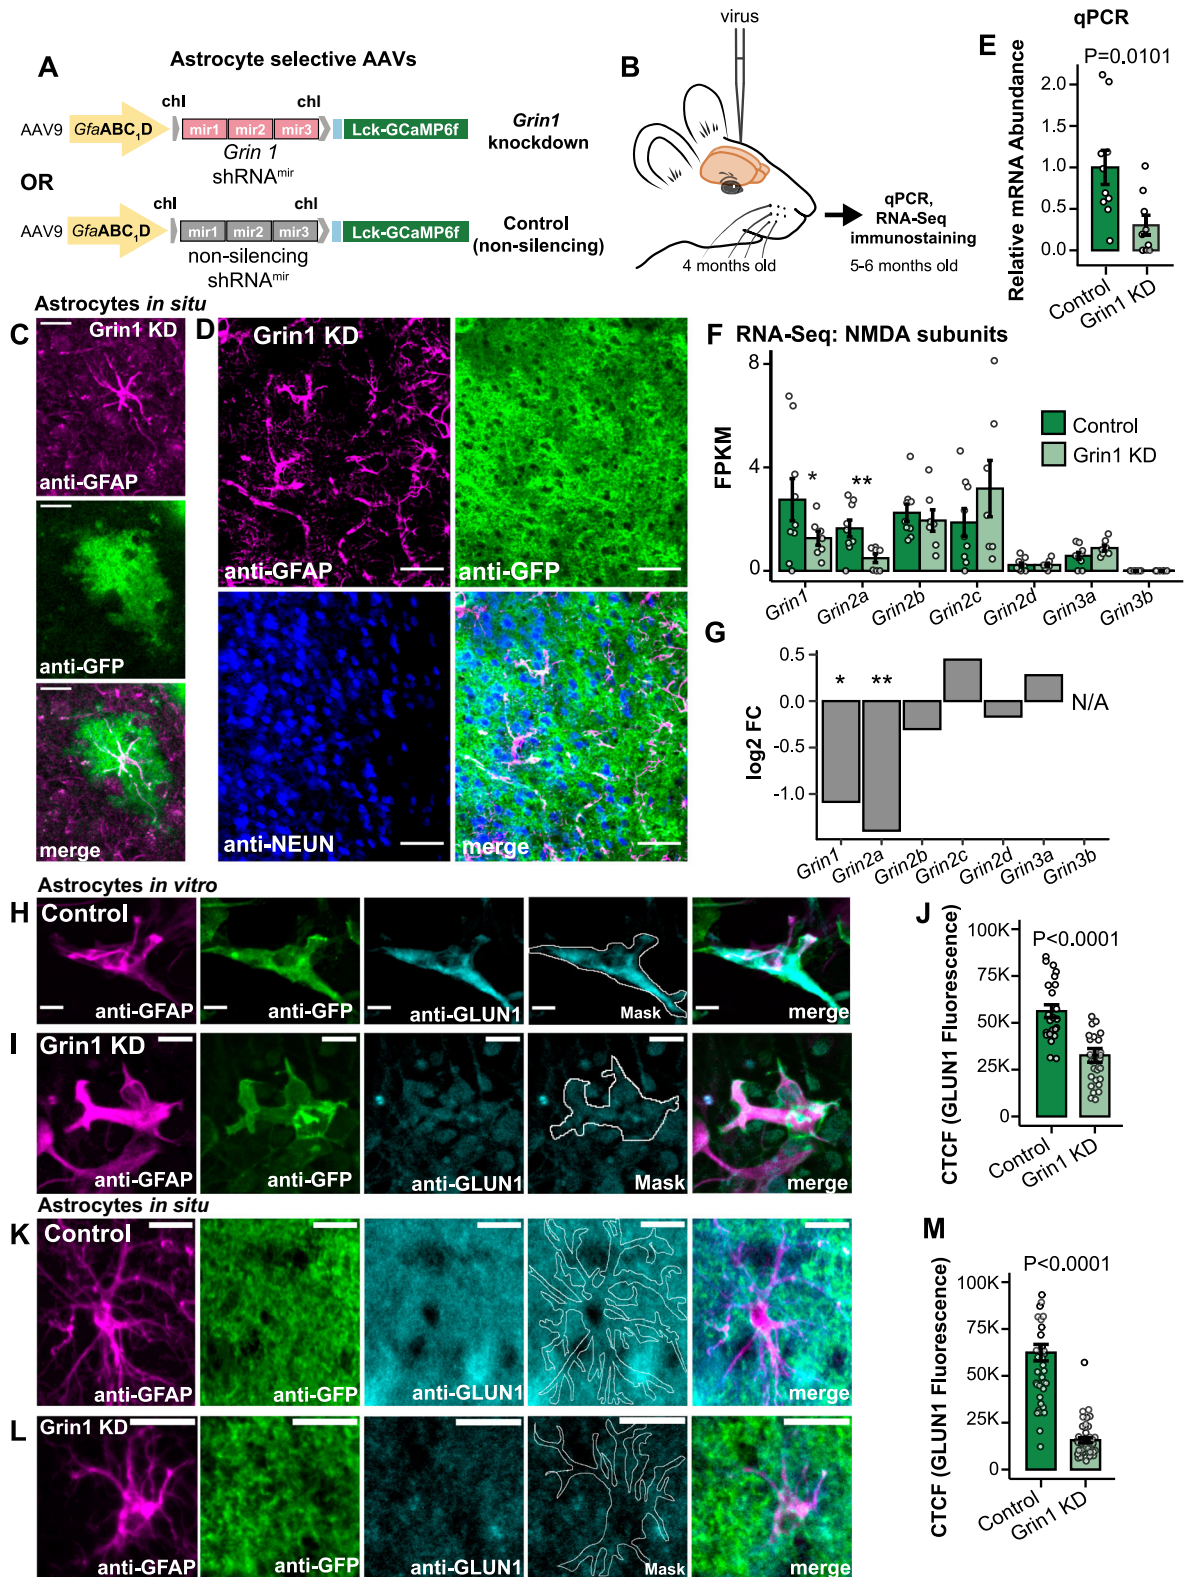 A
Astrocyte selective AAVs
chI
chI
AAV9
GfaABC1D
mir1
mir2
mir3
Lck-GCaMP6f
Grin1
knockdown
Grin 1
shRNAmir
OR
chI
chI
AAV9
GfaABC1D
mir1
mir2
mir3
Lck-GCaMP6f
Control
(non-silencing)
non-silencing
shRNAmir
B
virus
4 months old
qPCR,
RNA-Seq
immunostaining
5-6 months old
E
qPCR
P=0.0101
Relative mRNA Abundance
2.0
1.5
1.0
0.5
0.0
Control
Grin1 KD
Astrocytes in situ
C
Grin1 KD
anti-GFAP
anti-GFP
merge
D
Grin1 KD
anti-GFAP
anti-GFP
anti-NEUN
merge
F
RNA-Seq: NMDA subunits
FPKM
8
4
0
*
**
Control
Grin1 KD
Grin1
Grin2a
Grin2b
Grin2c
Grin2d
Grin3a
Grin3b
G
log2 FC
0.5
0.0
-0.5
-1.0
*
**
N/A
Grin1
Grin2a
Grin2b
Grin2c
Grin2d
Grin3a
Grin3b
Astrocytes in vitro
H
Control
anti-GFAP
anti-GFP
anti-GLUN1
Mask
merge
I
Grin1 KD
anti-GFAP
anti-GFP
anti-GLUN1
Mask
merge
J
P<0.0001
CTCF (GLUN1 Fluorescence)
100K
75K
50K
25K
0
Control
Grin1 KD
Astrocytes in situ
K
Control
anti-GFAP
anti-GFP
anti-GLUN1
merge
L
Grin1 KD
anti-GFAP
anti-GFP
anti-GLUN1
Mask
merge
M
P<0.0001
CTCF (GLUN1 Fluorescence)
100K
75K
50K
25K
0
Control
Grin1 KD